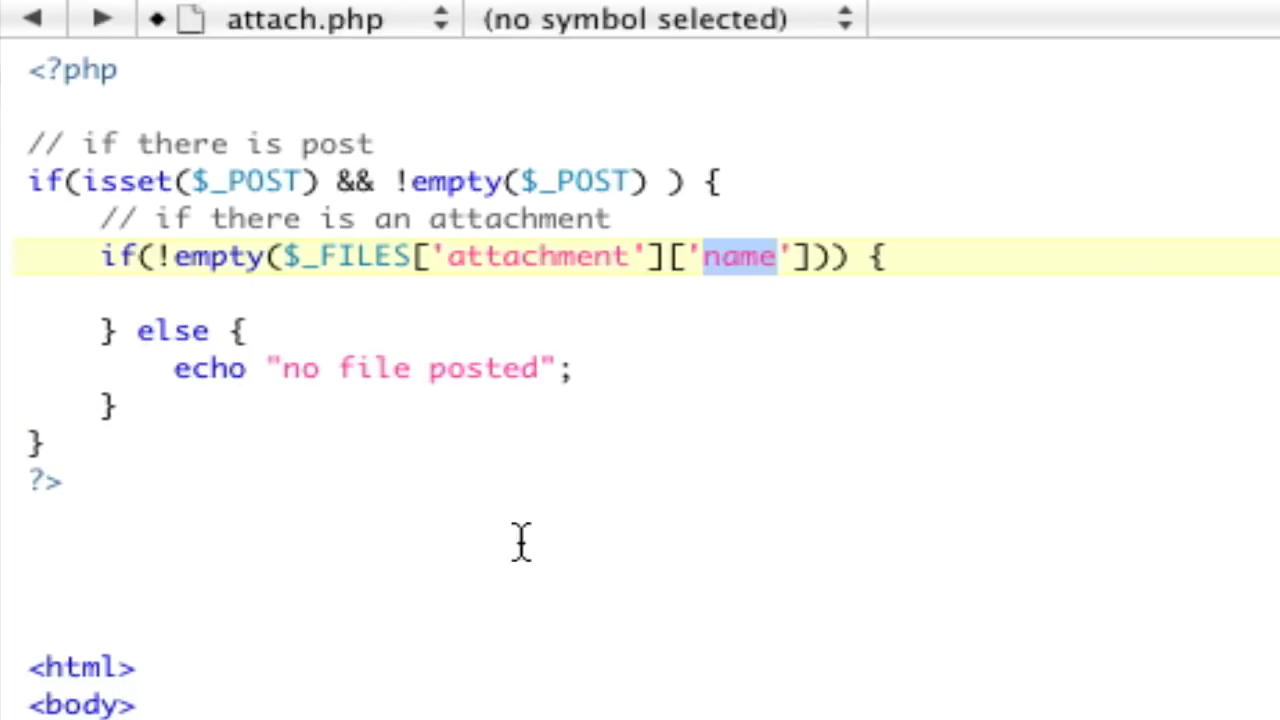 attach.php (no symbol selected)
<?php
// if there is post
if(isset($_POST) && !empty($_POST) ) {
// if there is an attachment
if(!empty($_FILES['attachment']['name'])) {
} else {
echo "no file posted";
}
}
?>
<html>
<body>